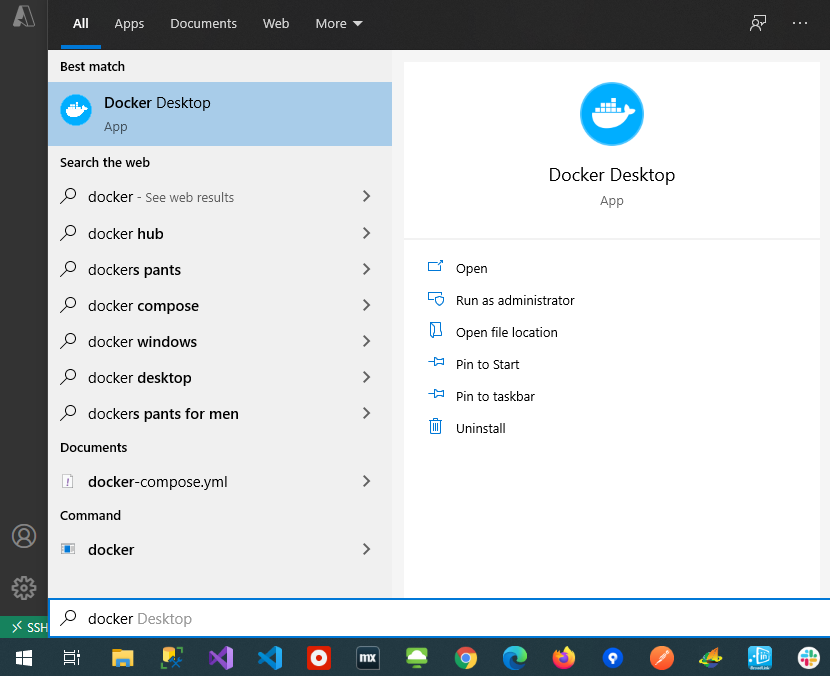 All Apps Documents Web More
Best match
Docker Desktop
App
Search the web
docker - See web results
docker hub
dockers pants
docker compose
docker windows
docker desktop
dockers pants for men
Documents
docker-compose.yml
Command
docker
Docker Desktop
App
Open
Run as administrator
Open file location
Pin to Start
Pin to taskbar
Uninstall
docker Desktop
SSH
mx